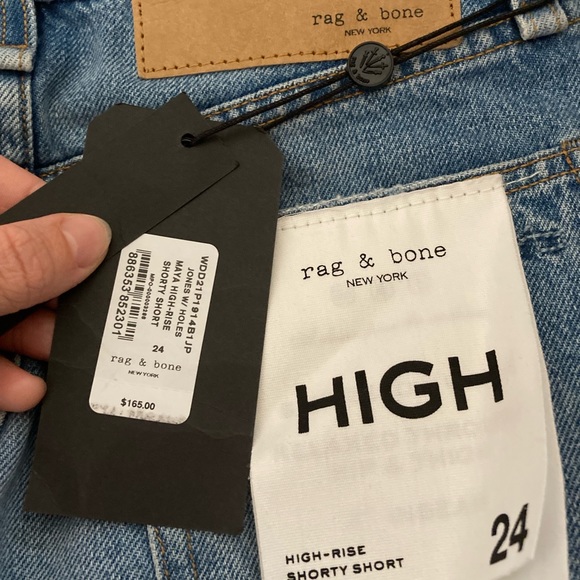 rag & bone
NEW YORK
WDD21P1914B1JP
JONES W/ HOLES
MAYA HIGH-RISE
SHORTY SHORT
886353852301
24
rag & bone
NEW YORK
$165.00
rag & bone
NEW YORK
HIGH
24
HIGH-RISE
SHORTY SHORT